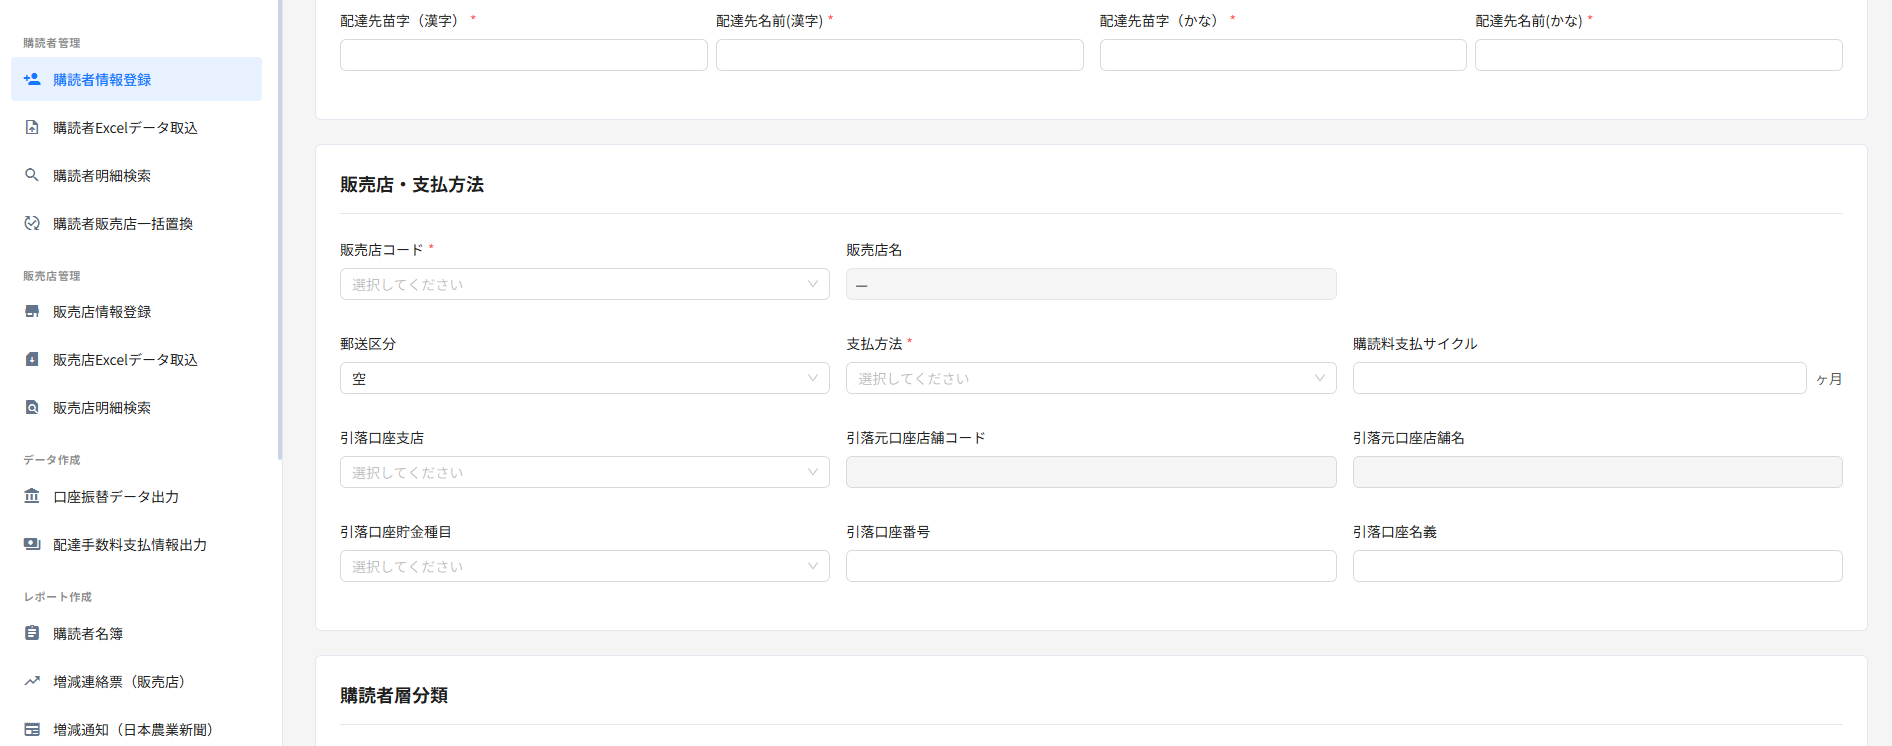 購読者管理
購読者情報登録
購読者Excelデータ取込
購読者明細検索
購読者販売店一括置換
販売店管理
販売店情報登録
販売店Excelデータ取込
販売店明細検索
データ作成
口座振替データ出力
配達手数料支払情報出力
レポート作成
購読者名簿
増減連絡票（販売店）
増減通知（日本農業新聞）
配達先苗字（漢字） * 配達先名前(漢字) * 配達先苗字（かな） * 配達先名前(かな) *
販売店・支払方法
販売店コード * 販売店名
選択してください —
郵送区分 支払方法 * 購読料支払サイクル
空 選択してください ヶ月
引落口座支店 引落元口座店舗コード 引落元口座店舗名
選択してください
引落口座貯金種目 引落口座番号 引落口座名義
選択してください
購読者層分類